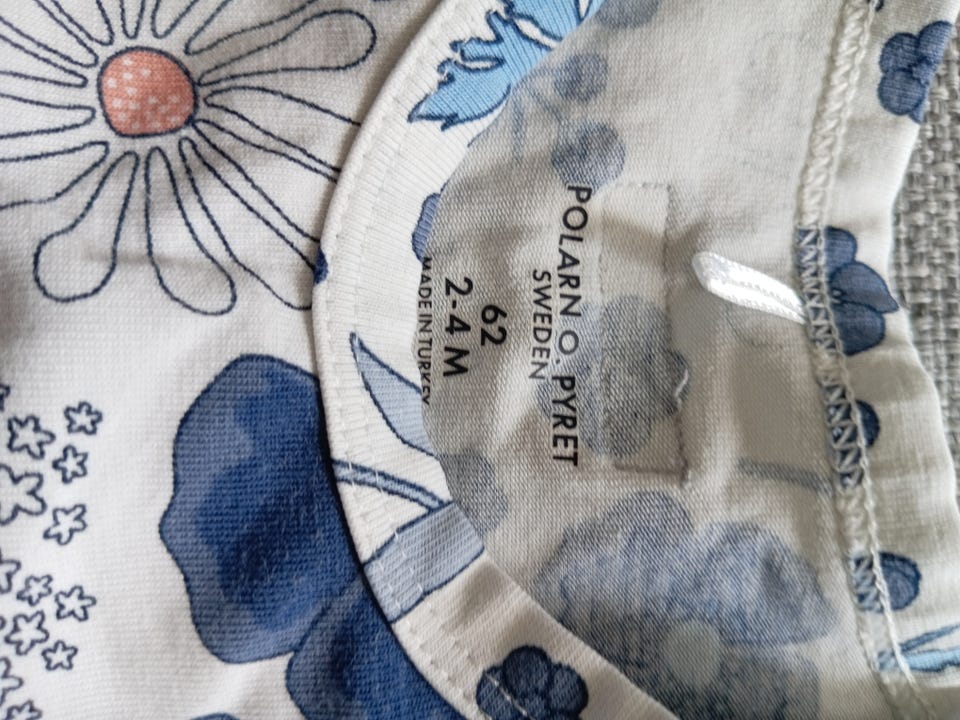 POLARN O. PYRET
SWEDEN
62
2-4 M
MADE IN TURKEY